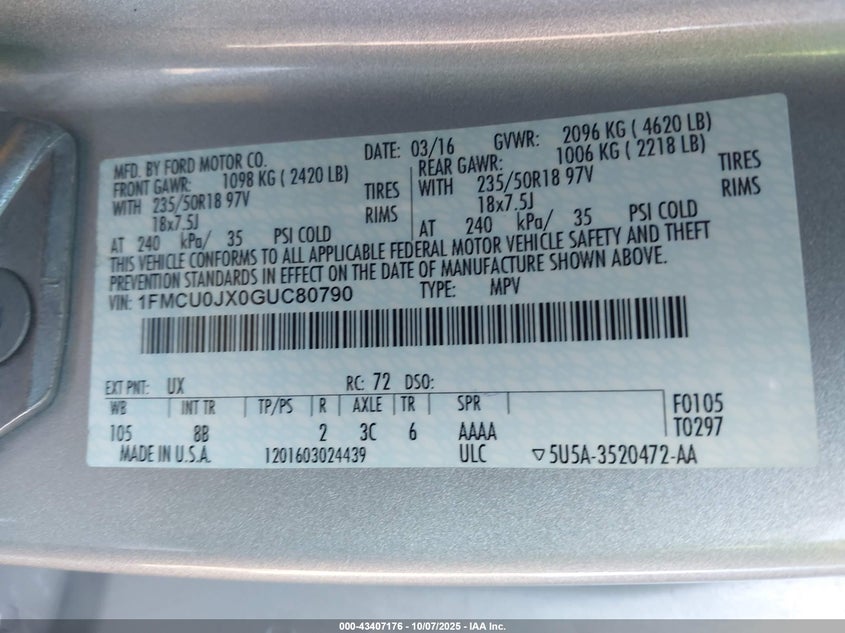 MFD. BY FORD MOTOR CO. DATE: 03/16 GVWR: 2096 KG ( 4620 LB)
FRONT GAWR: 1098 KG ( 2420 LB) REAR GAWR: 1006 KG ( 2218 LB)
WITH 235/50R18 97V TIRES WITH 235/50R18 97V TIRES
18x7.5J RIMS 18x7.5J RIMS
AT 240 kPa/ 35 PSI COLD AT 240 kPa/ 35 PSI COLD
THIS VEHICLE CONFORMS TO ALL APPLICABLE FEDERAL MOTOR VEHICLE SAFETY AND THEFT
PREVENTION STANDARDS IN EFFECT ON THE DATE OF MANUFACTURE SHOWN ABOVE.
VIN: 1FMCU0JX0GUC80790 TYPE: MPV
EXT PNT: UX RC: 72 DSO:
WB INT TR TP/PS R AXLE TR SPR F0105
105 8B 2 3C 6 AAAA T0297
MADE IN U.S.A. 1201603024439 ULC ▽5U5A-3520472-AA
000-43407176 - 10/07/2025 - IAA Inc.